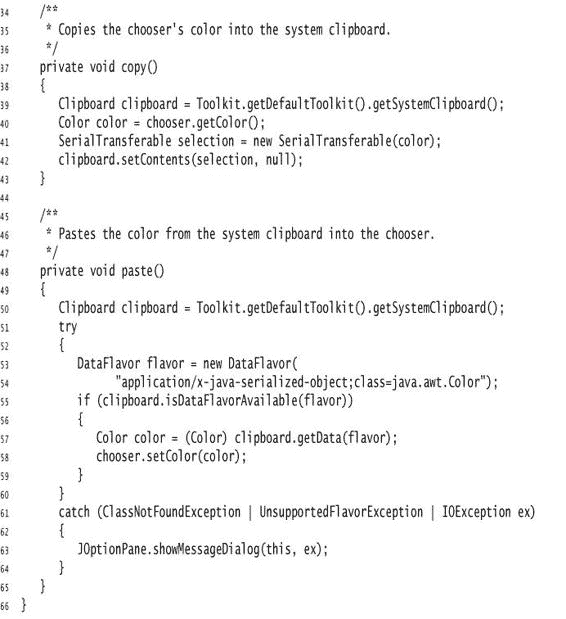 34 /**
35 * Copies the chooser's color into the system clipboard.
36 */
37 private void copy()
38 {
39 Clipboard clipboard = Toolkit.getDefaultToolkit().getSystemClipboard();
40 Color color = chooser.getColor();
41 SerialTransferable selection = new SerialTransferable(color);
42 clipboard.setContents(selection, null);
43 }
44
45 /**
46 * Pastes the color from the system clipboard into the chooser.
47 */
48 private void paste()
49 {
50 Clipboard clipboard = Toolkit.getDefaultToolkit().getSystemClipboard();
51 try
52 {
53 DataFlavor flavor = new DataFlavor(
54 "application/x-java-serialized-object;class=java.awt.Color");
55 if (clipboard.isDataFlavorAvailable(flavor))
56 {
57 Color color = (Color) clipboard.getData(flavor);
58 chooser.setColor(color);
59 }
60 }
61 catch (ClassNotFoundException | UnsupportedFlavorException | IOException ex)
62 {
63 JOptionPane.showMessageDialog(this, ex);
64 }
65 }
66 }